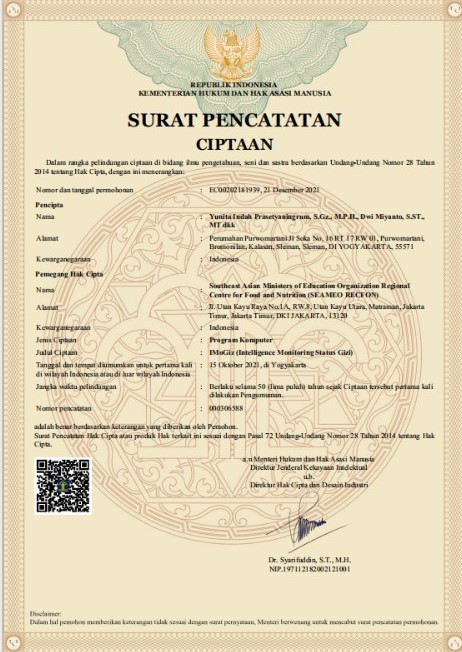 REPUBLIK INDONESIA
KEMENTERIAN HUKUM DAN HAK ASASI MANUSIA
SURAT PENCATATAN
CIPTAAN
Dalam rangka pelindungan ciptaan di bidang ilmu pengetahuan, seni dan sastra berdasarkan Undang-Undang Nomor 28 Tahun
2014 tentang Hak Cipta, dengan ini menerangkan:
Nomor dan tanggal permohonan : EC00202181939, 21 Desember 2021
Pencipta
Nama : Yunita Indah Prasetyaningrum, S.Gz., M.P.H., Dwi Miyanto, S.ST.,
MT dkk
Alamat : Perumahan Purwomartani Jl Soka No. 16 RT 17 RW 01, Purwomartani,
Bromonilan, Kalasan, Sleman, Sleman, DI YOGYAKARTA, 55571
Kewarganegaraan : Indonesia
Pemegang Hak Cipta
Nama : Southeast Asian Ministers of Education Organization Regional
Centre for Food and Nutrition (SEAMEO RECFON)
Alamat : Jl. Utan Kayu Raya No.1A, RW.8, Utan Kayu Utara, Matraman, Jakarta
Timur, Jakarta Timur, DKI JAKARTA, 13120
Kewarganegaraan : Indonesia
Jenis Ciptaan : Program Komputer
Judul Ciptaan : IMoGiz (Intelligence Monitoring Status Gizi)
Tanggal dan tempat diumumkan untuk pertama kali : 15 Oktober 2021, di Yogyakarta
di wilayah Indonesia atau di luar wilayah Indonesia
Jangka waktu pelindungan : Berlaku selama 50 (lima puluh) tahun sejak Ciptaan tersebut pertama kali
dilakukan Pengumuman.
Nomor pencatatan : 000306588
adalah benar berdasarkan keterangan yang diberikan oleh Pemohon.
Surat Pencatatan Hak Cipta atau produk Hak terkait ini sesuai dengan Pasal 72 Undang-Undang Nomor 28 Tahun 2014 tentang Hak
Cipta.
a.n Menteri Hukum dan Hak Asasi Manusia
Direktur Jenderal Kekayaan Intelektual
u.b.
Direktur Hak Cipta dan Desain Industri
Dr. Syarifuddin, S.T., M.H.
NIP.197112182002121001
Disclaimer:
Dalam hal pemohon memberikan keterangan tidak sesuai dengan surat pernyataan, Menteri berwenang untuk mencabut surat pencatatan permohonan.